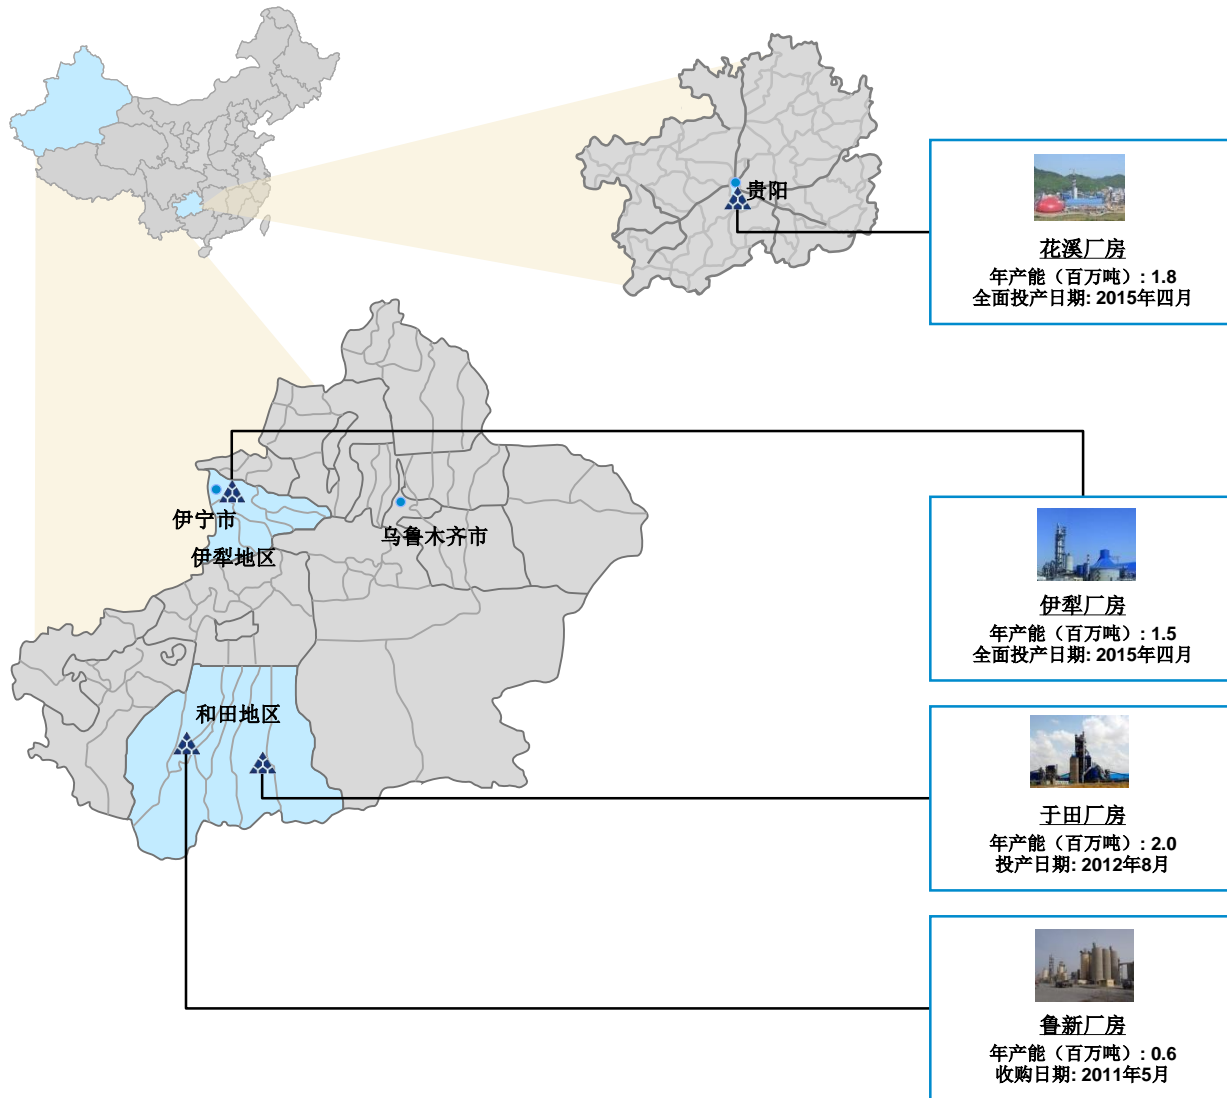 贵阳
花溪厂房
年产能（百万吨）: 1.8
全面投产日期: 2015年四月
伊宁市
伊犁地区
乌鲁木齐市
伊犁厂房
年产能（百万吨）: 1.5
全面投产日期: 2015年四月
和田地区
于田厂房
年产能（百万吨）: 2.0
投产日期: 2012年8月
鲁新厂房
年产能（百万吨）: 0.6
收购日期: 2011年5月